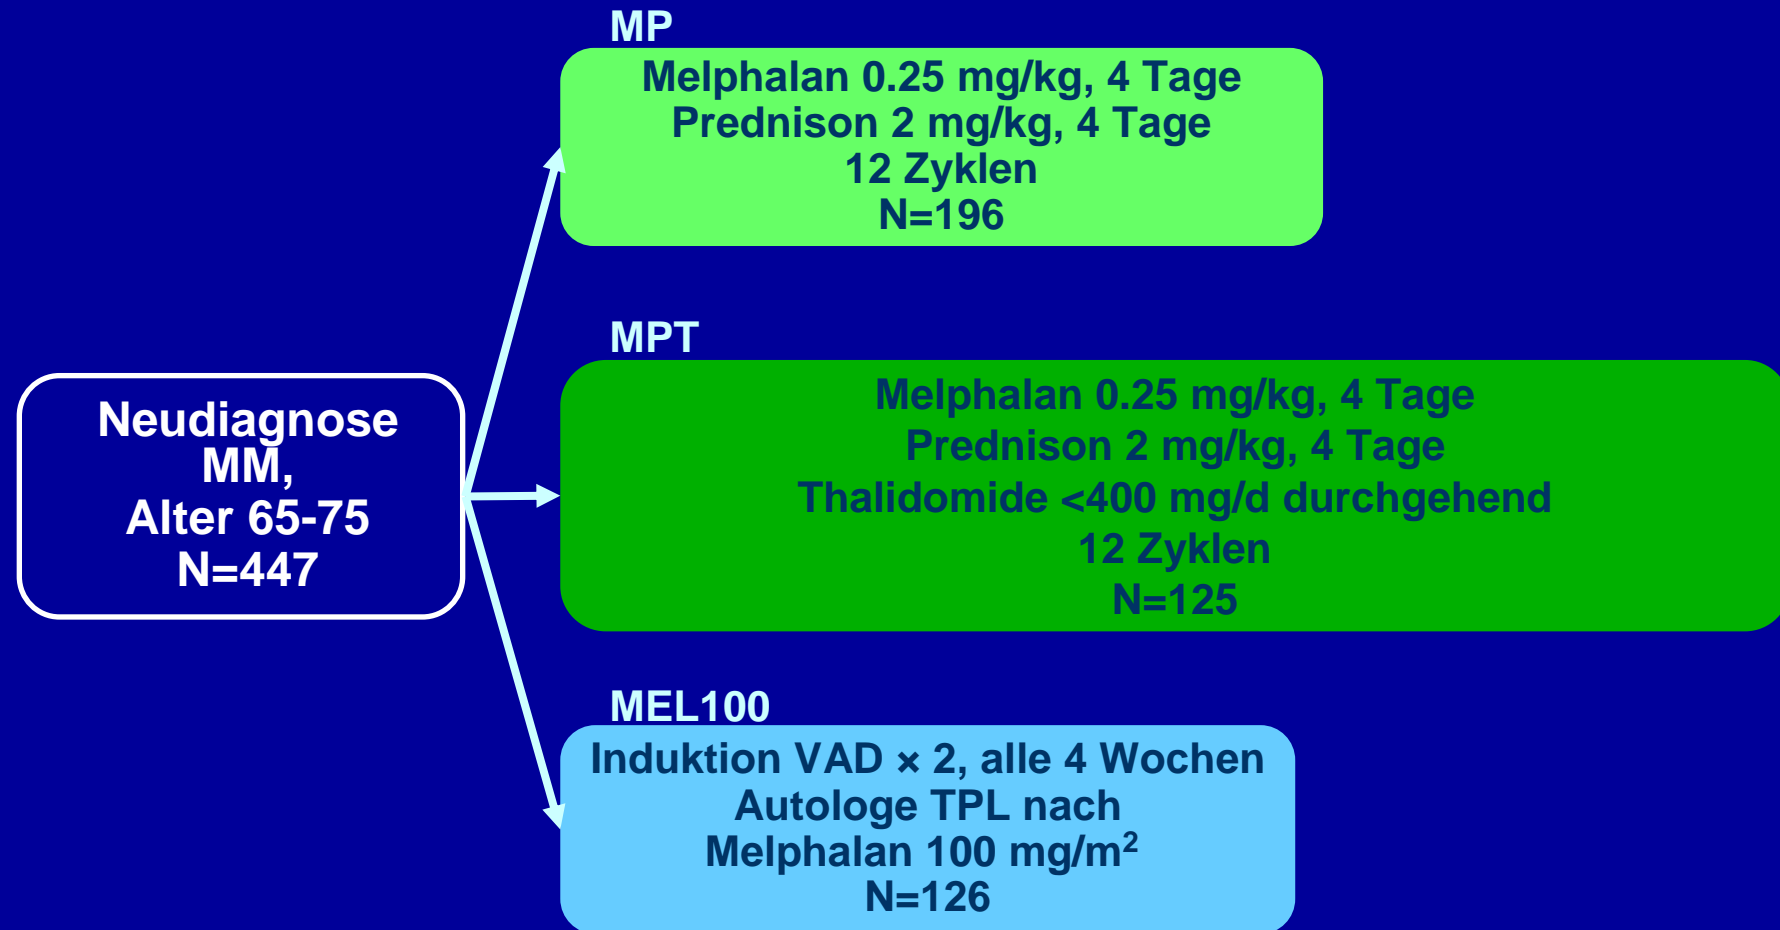 Neudiagnose
MM,
Alter 65-75
N=447
MP
Melphalan 0.25 mg/kg, 4 Tage
Prednison 2 mg/kg, 4 Tage
12 Zyklen
N=196
MPT
Melphalan 0.25 mg/kg, 4 Tage
Prednison 2 mg/kg, 4 Tage
Thalidomide <400 mg/d durchgehend
12 Zyklen
N=125
MEL100
Induktion VAD × 2, alle 4 Wochen
Autologe TPL nach
Melphalan 100 mg/m²
N=126